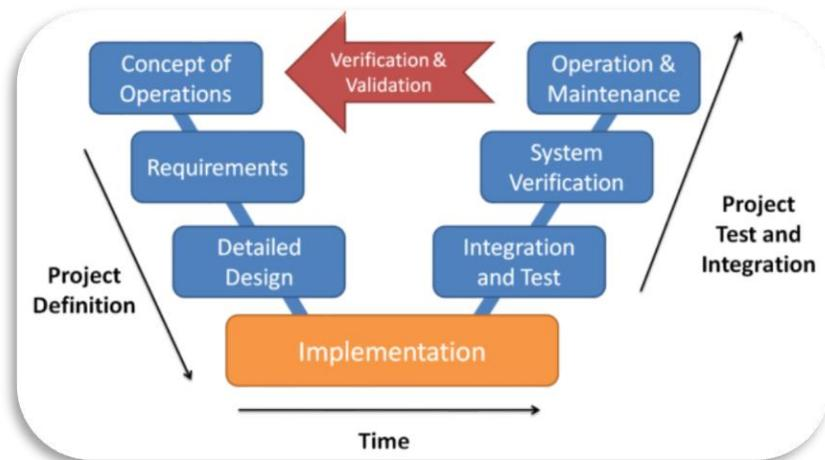 Concept of
Operations
Verification &
Validation
Operation &
Maintenance
Requirements
System
Verification
Project
Test and
Integration
Detailed
Design
Integration
and Test
Project
Definition
Implementation
Time